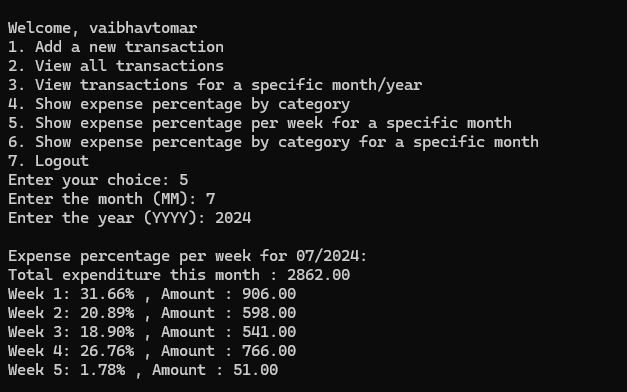 Welcome, vaibhavtomar
1. Add a new transaction
2. View all transactions
3. View transactions for a specific month/year
4. Show expense percentage by category
5. Show expense percentage per week for a specific month
6. Show expense percentage by category for a specific month
7. Logout
Enter your choice: 5
Enter the month (MM): 7
Enter the year (YYYY): 2024
Expense percentage per week for 07/2024:
Total expenditure this month : 2862.00
Week 1: 31.66% , Amount : 906.00
Week 2: 20.89% , Amount : 598.00
Week 3: 18.90% , Amount : 541.00
Week 4: 26.76% , Amount : 766.00
Week 5: 1.78% , Amount : 51.00